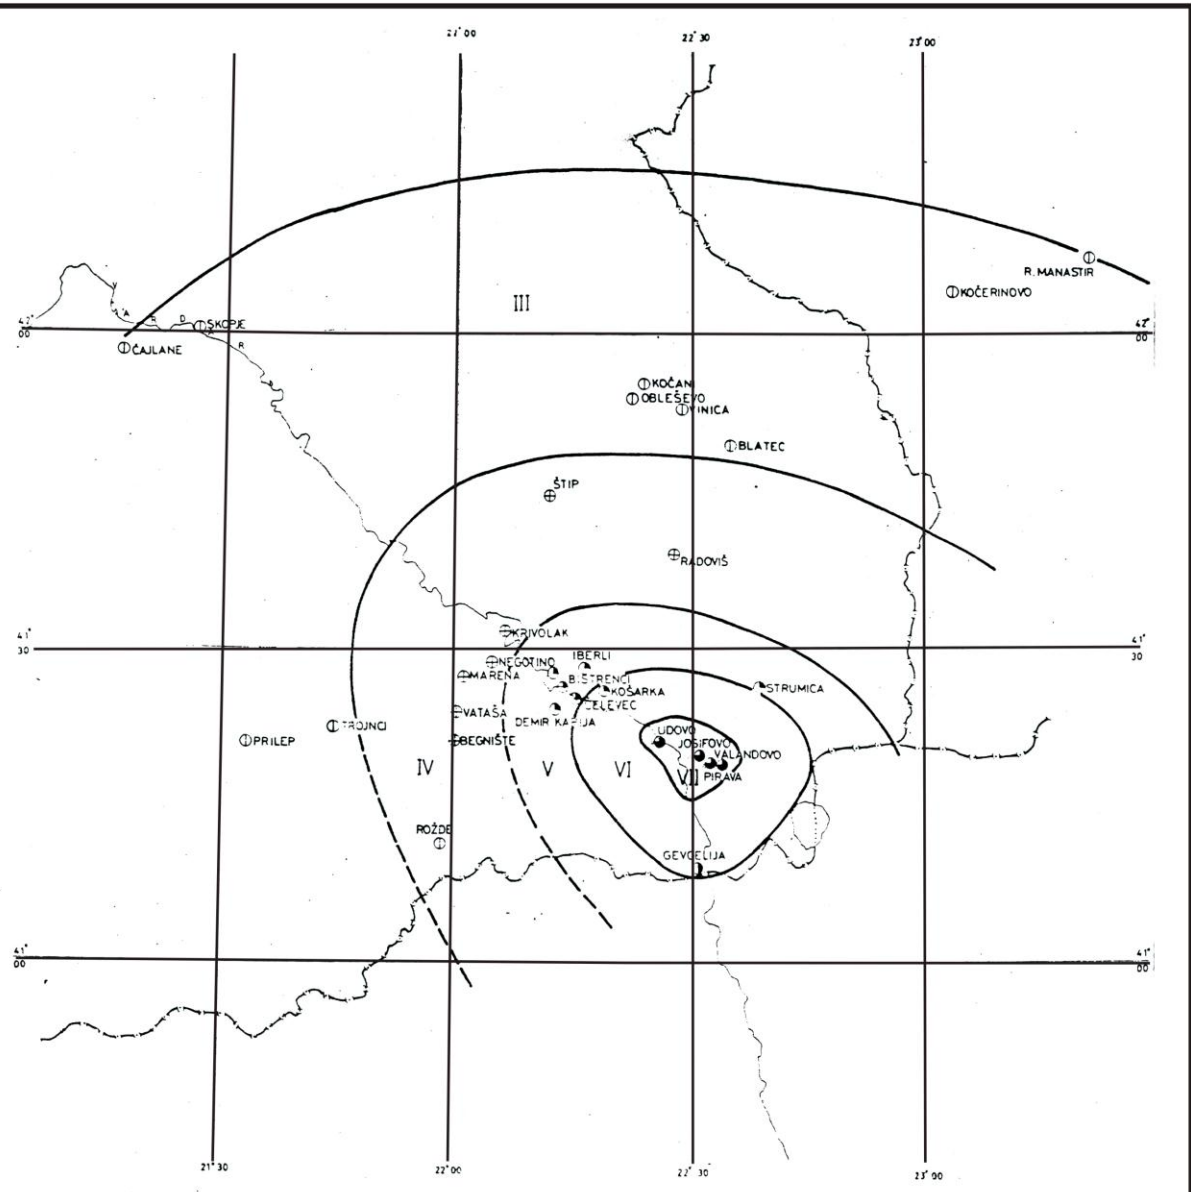 21° 00
22° 30
23° 00
R. MANASTIR
KOČERINOVO
III
V A R D A R
42° 00
SKOPJE
42° 00
ČAJLANE
KOČANI
OBLEŠEVO
VINICA
BLATEC
ŠTIP
RADOVIŠ
KRIVOLAK
41° 30
41° 30
IBERLI
NEGOTINO
MARENA
BISTRENCI
KOŠARKA
STRUMICA
ČELEVEC
VATAŠA
DEMIR KAPIJA
TROJNCI
UDOVO
PRILEP
BEGNIŠTE
JOSIFOVO
VALANDOVO
IV
V
VI
VII
PIRAVA
ROŽDE
GEVGELIJA
41° 00
41° 00
21° 30
22° 00
22° 30
23° 00